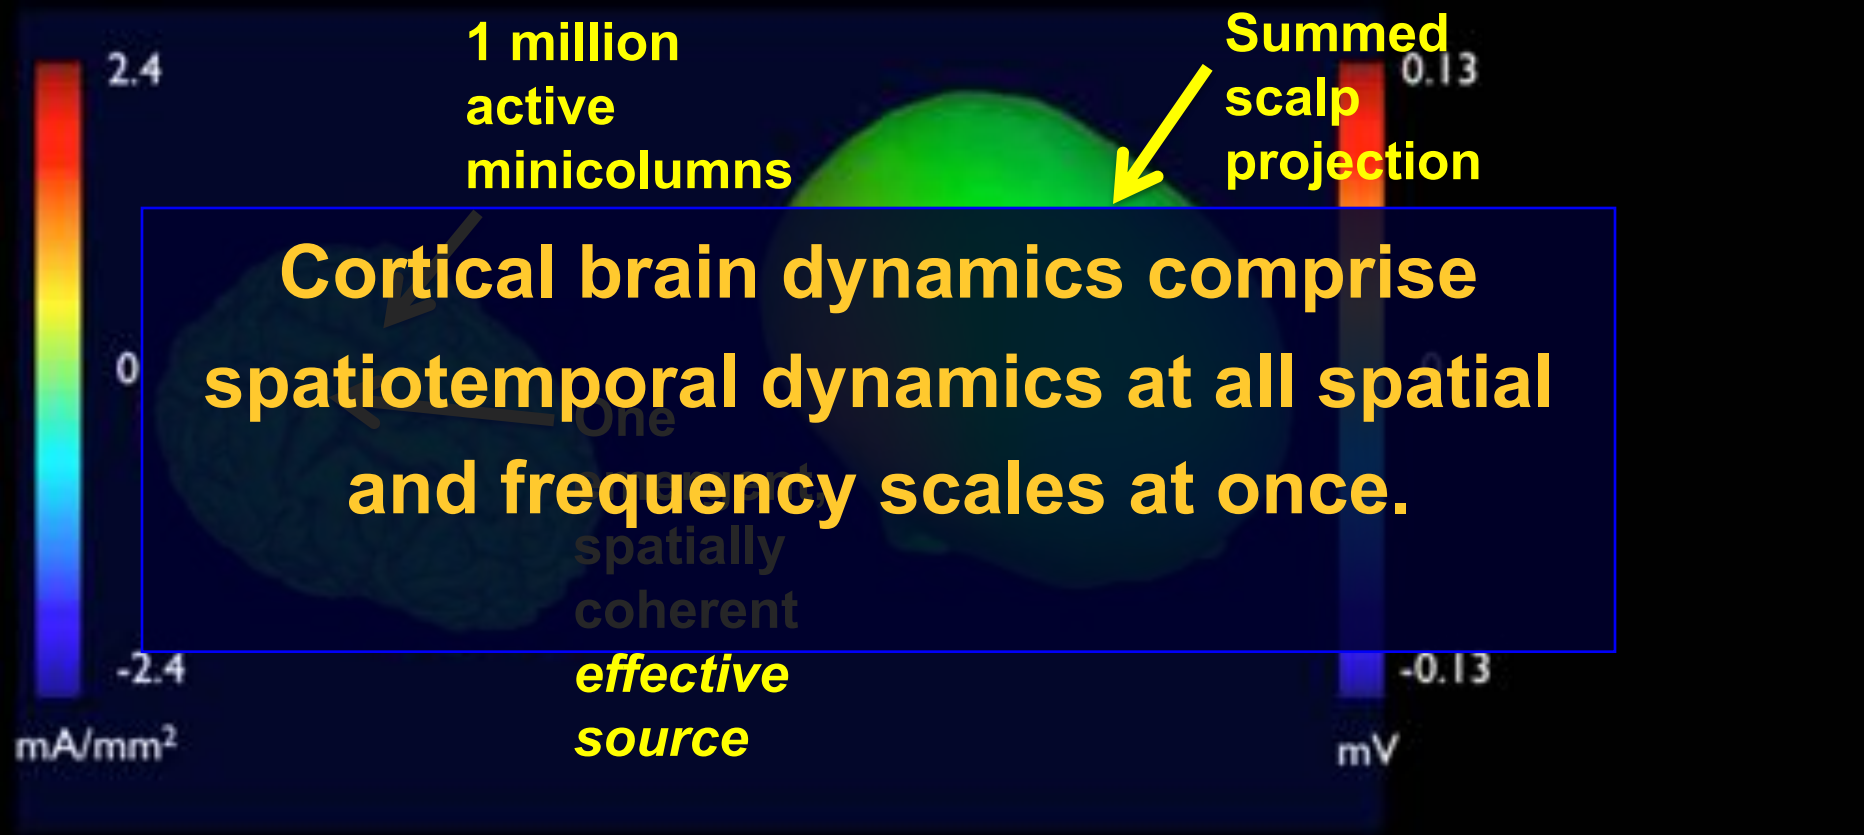 2.4
0
-2.4
mA/mm²
1 million
active
minicolumns
Summed
scalp
projection
0.13
0
-0.13
mV
Cortical brain dynamics comprise
spatiotemporal dynamics at all spatial
and frequency scales at once.
One
emergent,
spatially
coherent
effective
source